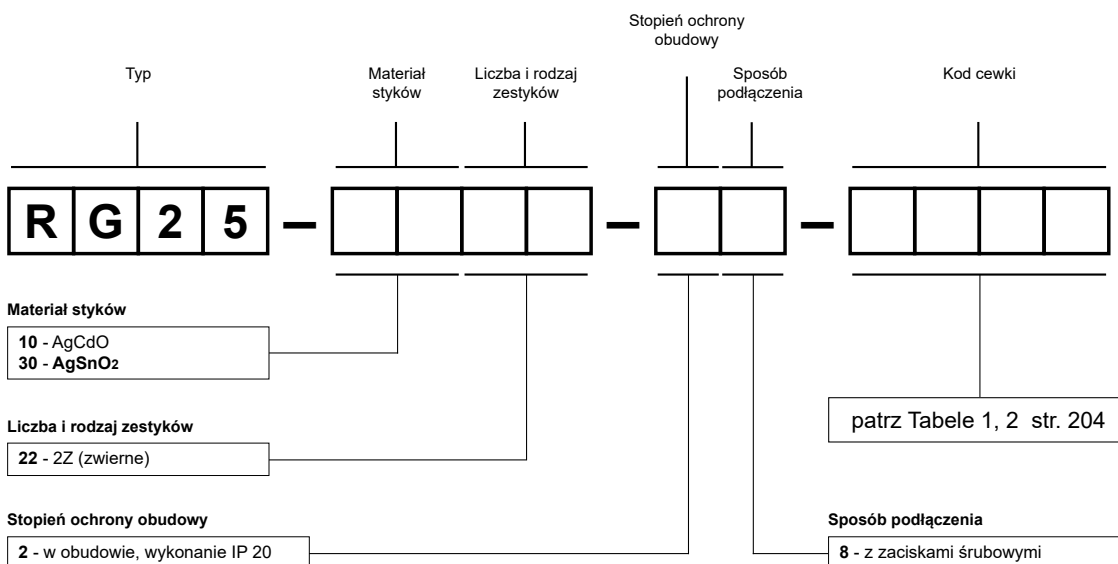 Stopień ochrony
obudowy
Typ
Materiał
styków
Liczba i rodzaj
zestyków
Sposób
podłączenia
Kod cewki
R G 2 5 – – –
Materiał styków
10 - AgCdO
30 - AgSnO2
patrz Tabele 1, 2 str. 204
Liczba i rodzaj zestyków
22 - 2Z (zwierne)
Stopień ochrony obudowy
2 - w obudowie, wykonanie IP 20
Sposób podłączenia
8 - z zaciskami śrubowymi